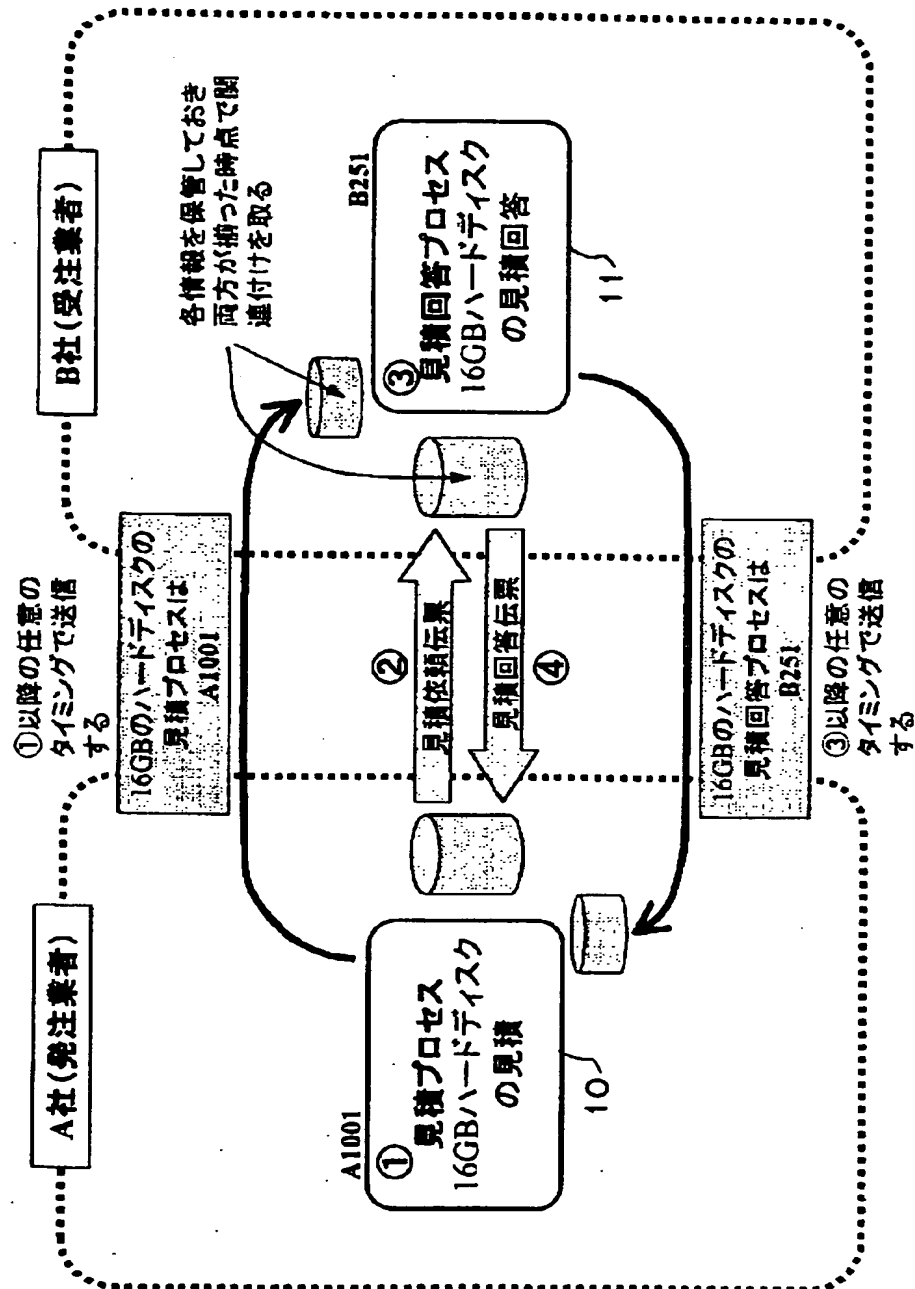 A社(発注業者)
B社(受注業者)
①以降の任意の
タイミングで送信
する
16GBのハードディスクの
見積プロセスは
A1001
各情報を保管しておき
両方が揃った時点で関
連付けを取る
A1001
①
見積プロセス
16GBハードディスク
の見積
10
②
見積依頼伝票
見積回答伝票
④
B251
③
見積回答プロセス
16GBハードディスク
の見積回答
11
16GBのハードディスクの
見積回答プロセスは
B251
③以降の任意の
タイミングで送信
する